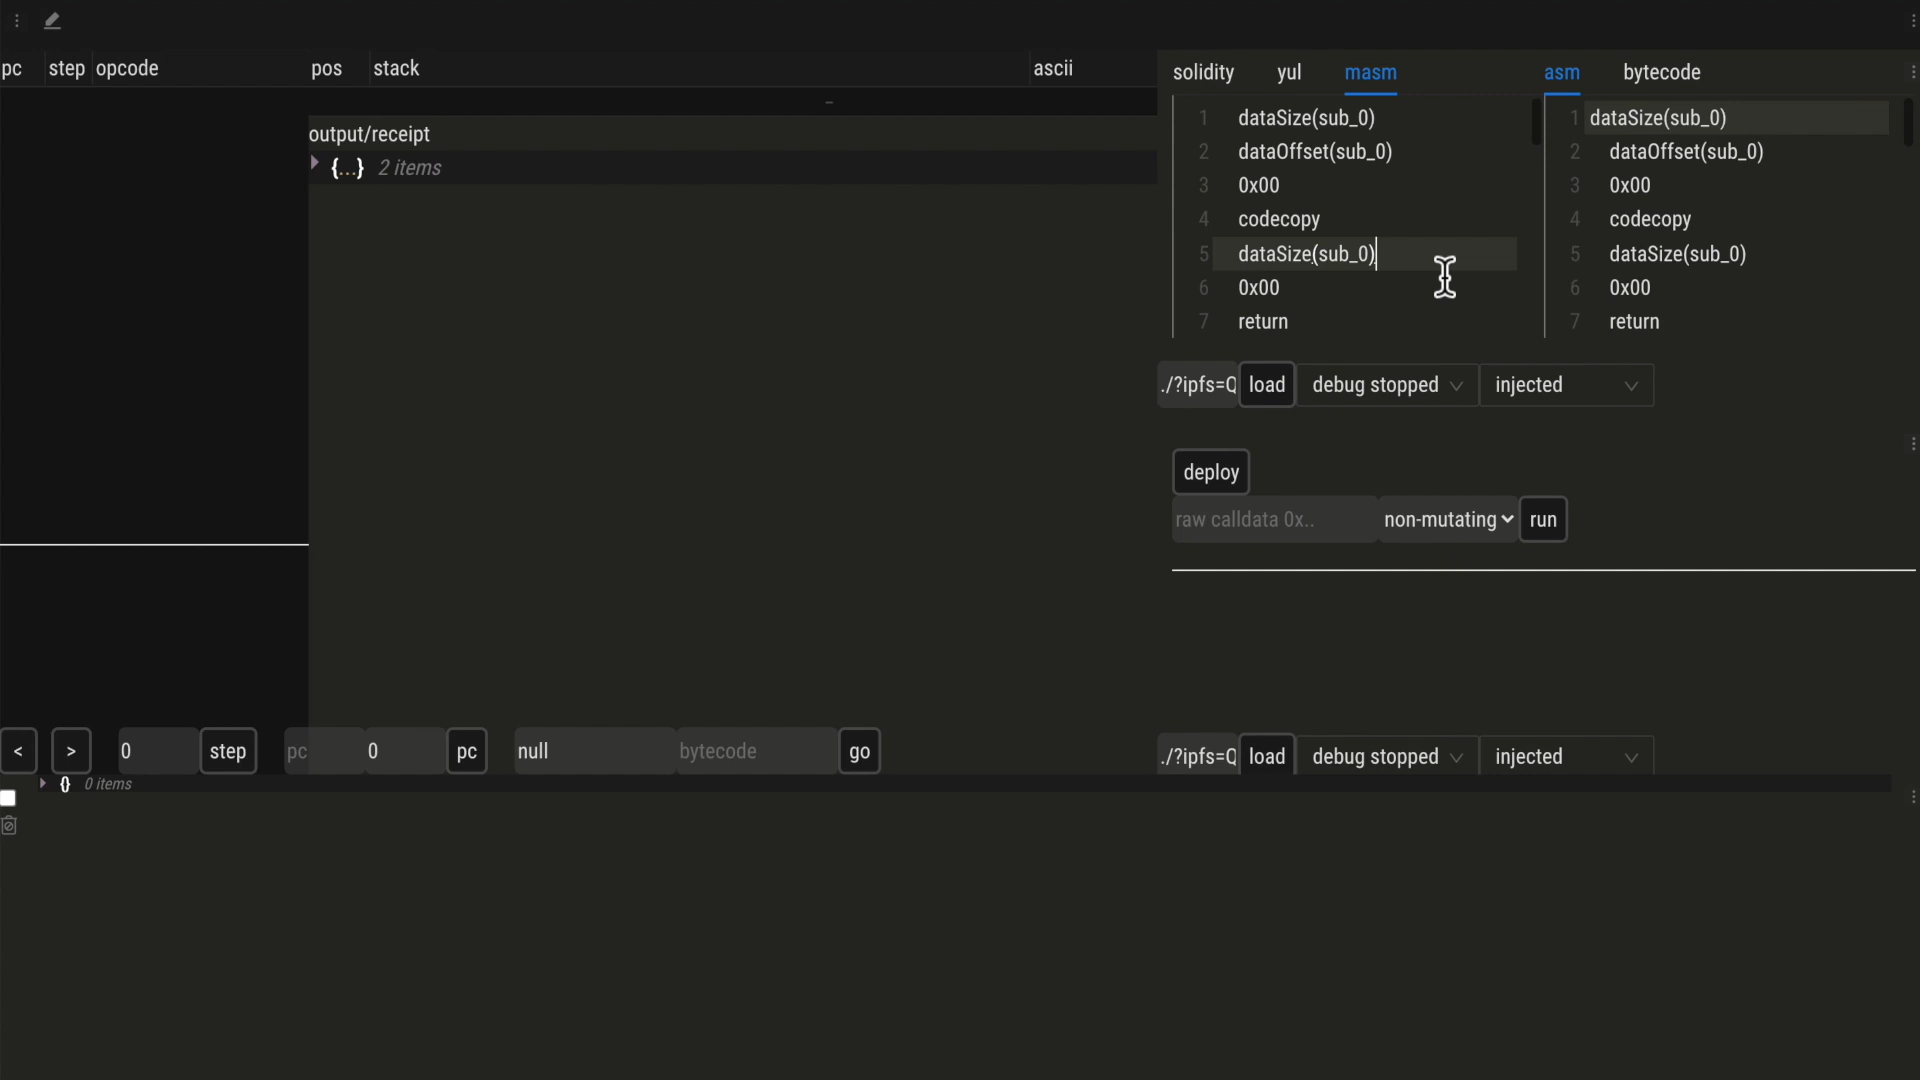 pc step opcode pos stack ascii
–
output/receipt
{...} 2 items
solidity yul masm
1 dataSize(sub_0)
2 dataOffset(sub_0)
3 0x00
4 codecopy
5 dataSize(sub_0)
6 0x00
7 return
asm bytecode
1 dataSize(sub_0)
2 dataOffset(sub_0)
3 0x00
4 codecopy
5 dataSize(sub_0)
6 0x00
7 return
./?ipfs=Q load debug stopped injected
deploy
raw calldata 0x.. non-mutating run
< > 0 step pc 0 pc null bytecode go
./?ipfs=Q load debug stopped injected
{} 0 items